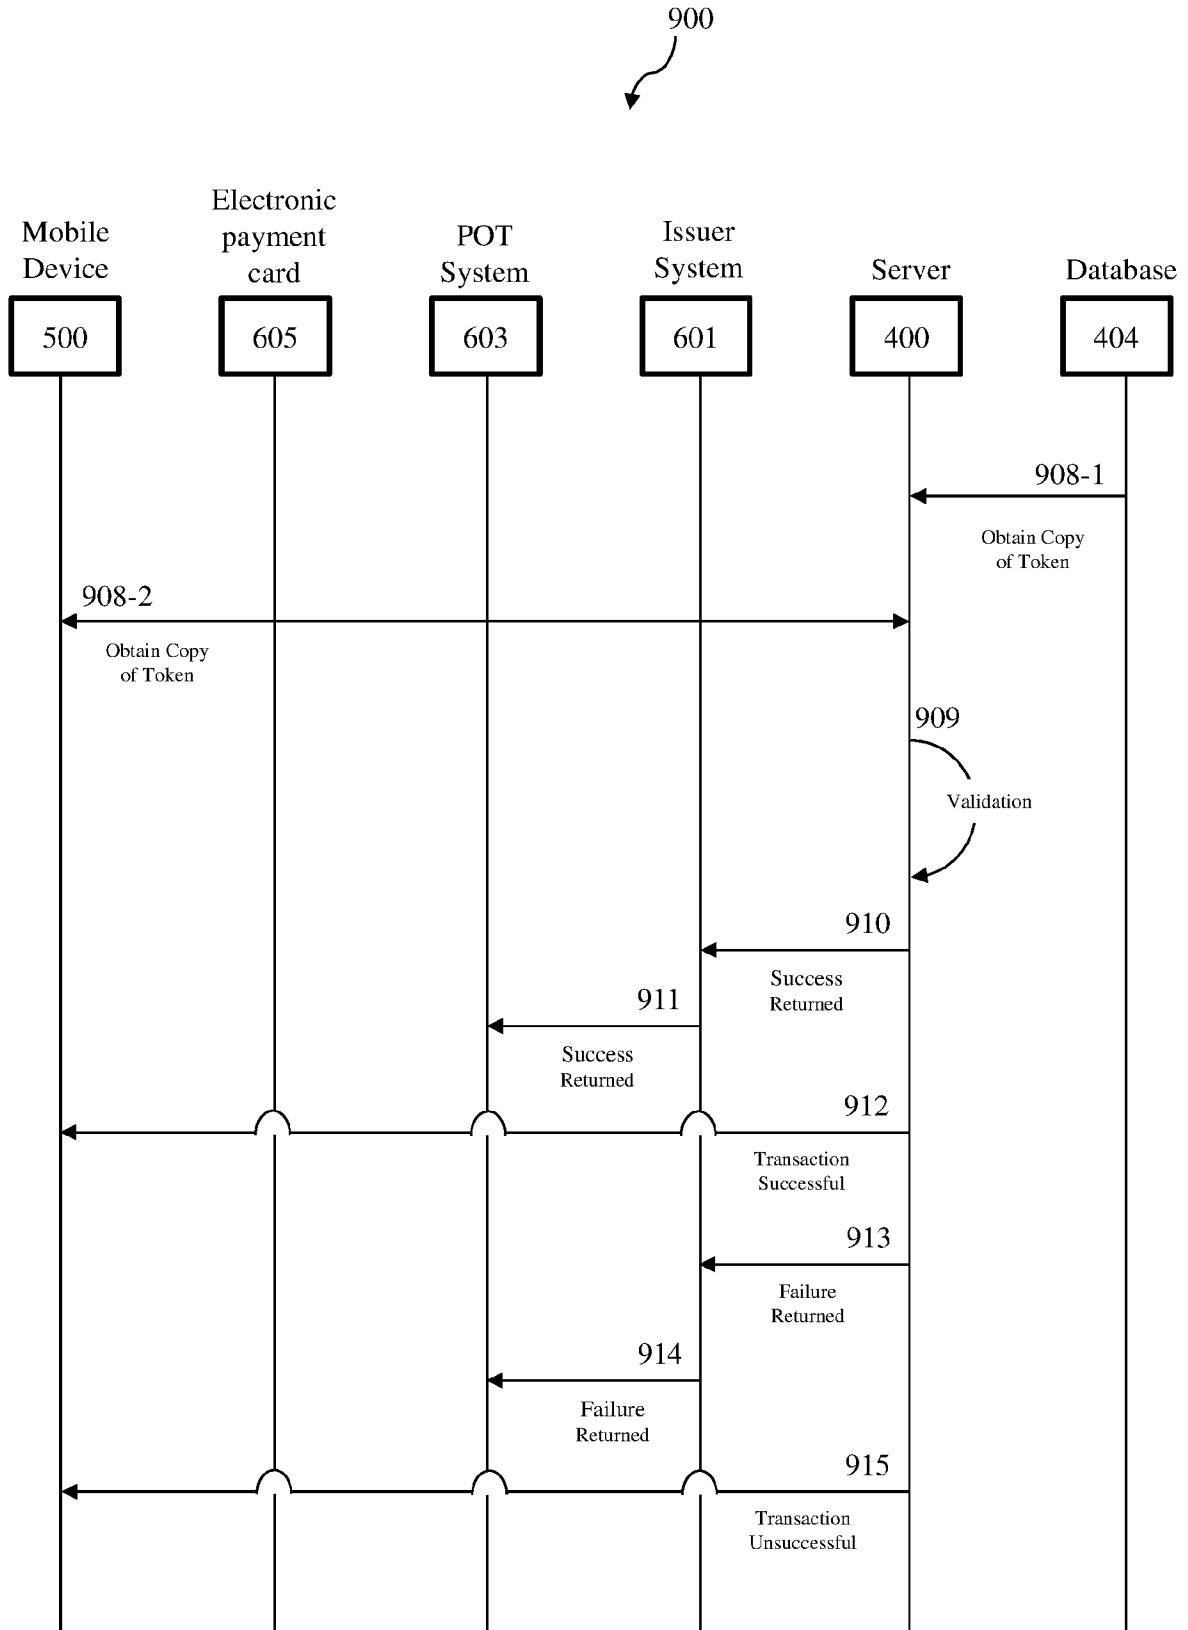 900
Mobile
Device
Electronic
payment
card
POT
System
Issuer
System
Server
Database
500
605
603
601
400
404
908-1
Obtain Copy
of Token
908-2
Obtain Copy
of Token
909
Validation
910
Success
Returned
911
Success
Returned
912
Transaction
Successful
913
Failure
Returned
914
Failure
Returned
915
Transaction
Unsuccessful